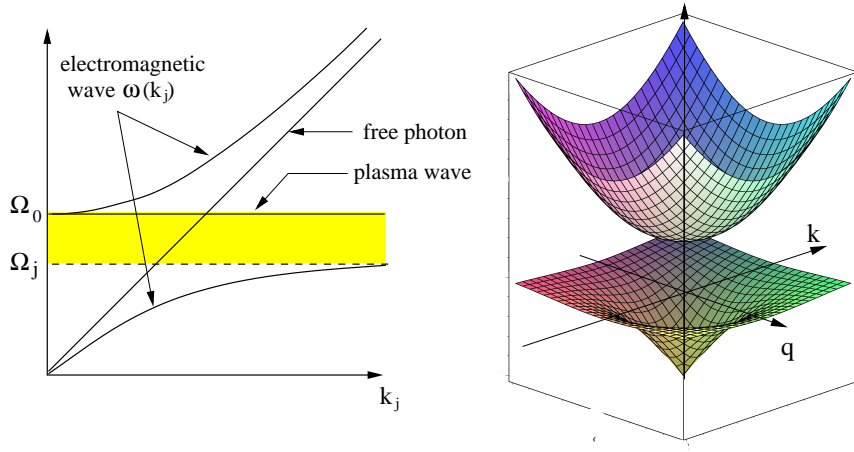 electromagnetic
wave ω(kj)
free photon
plasma wave
Ω0
Ωj
kj
k
q